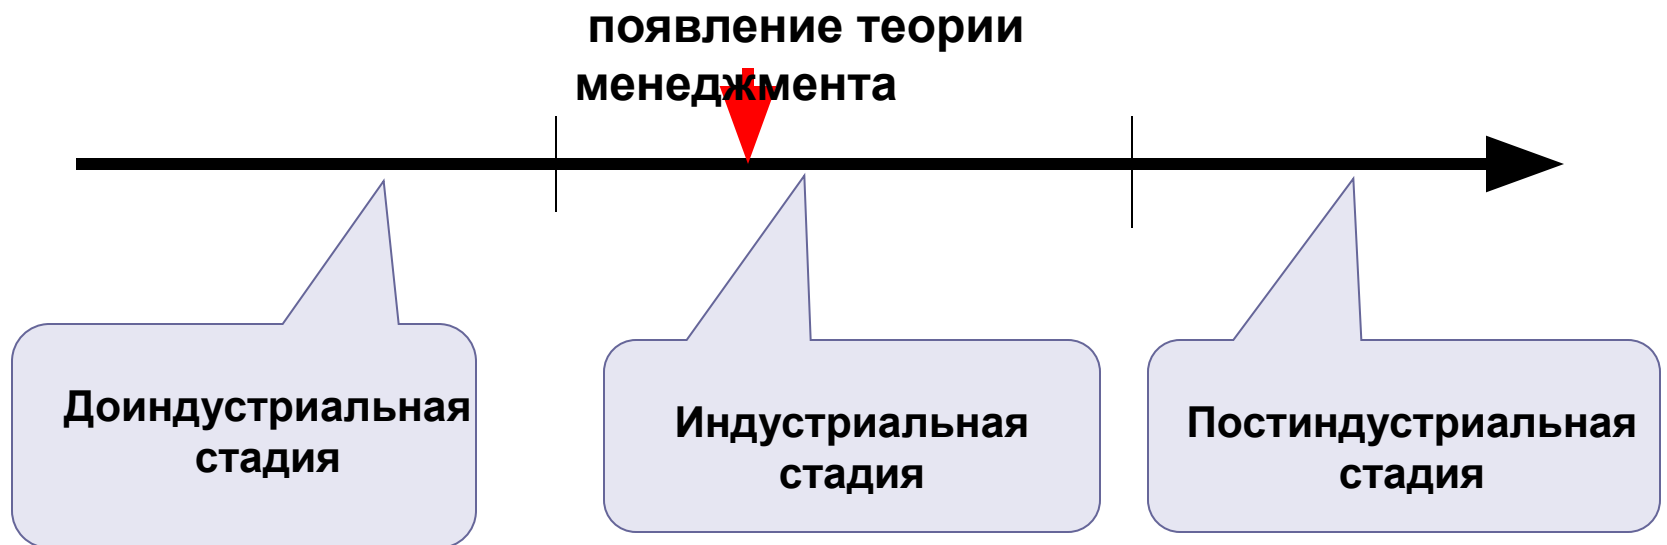 появление теории
менеджмента
Доиндустриальная
стадия
Индустриальная
стадия
Постиндустриальная
стадия